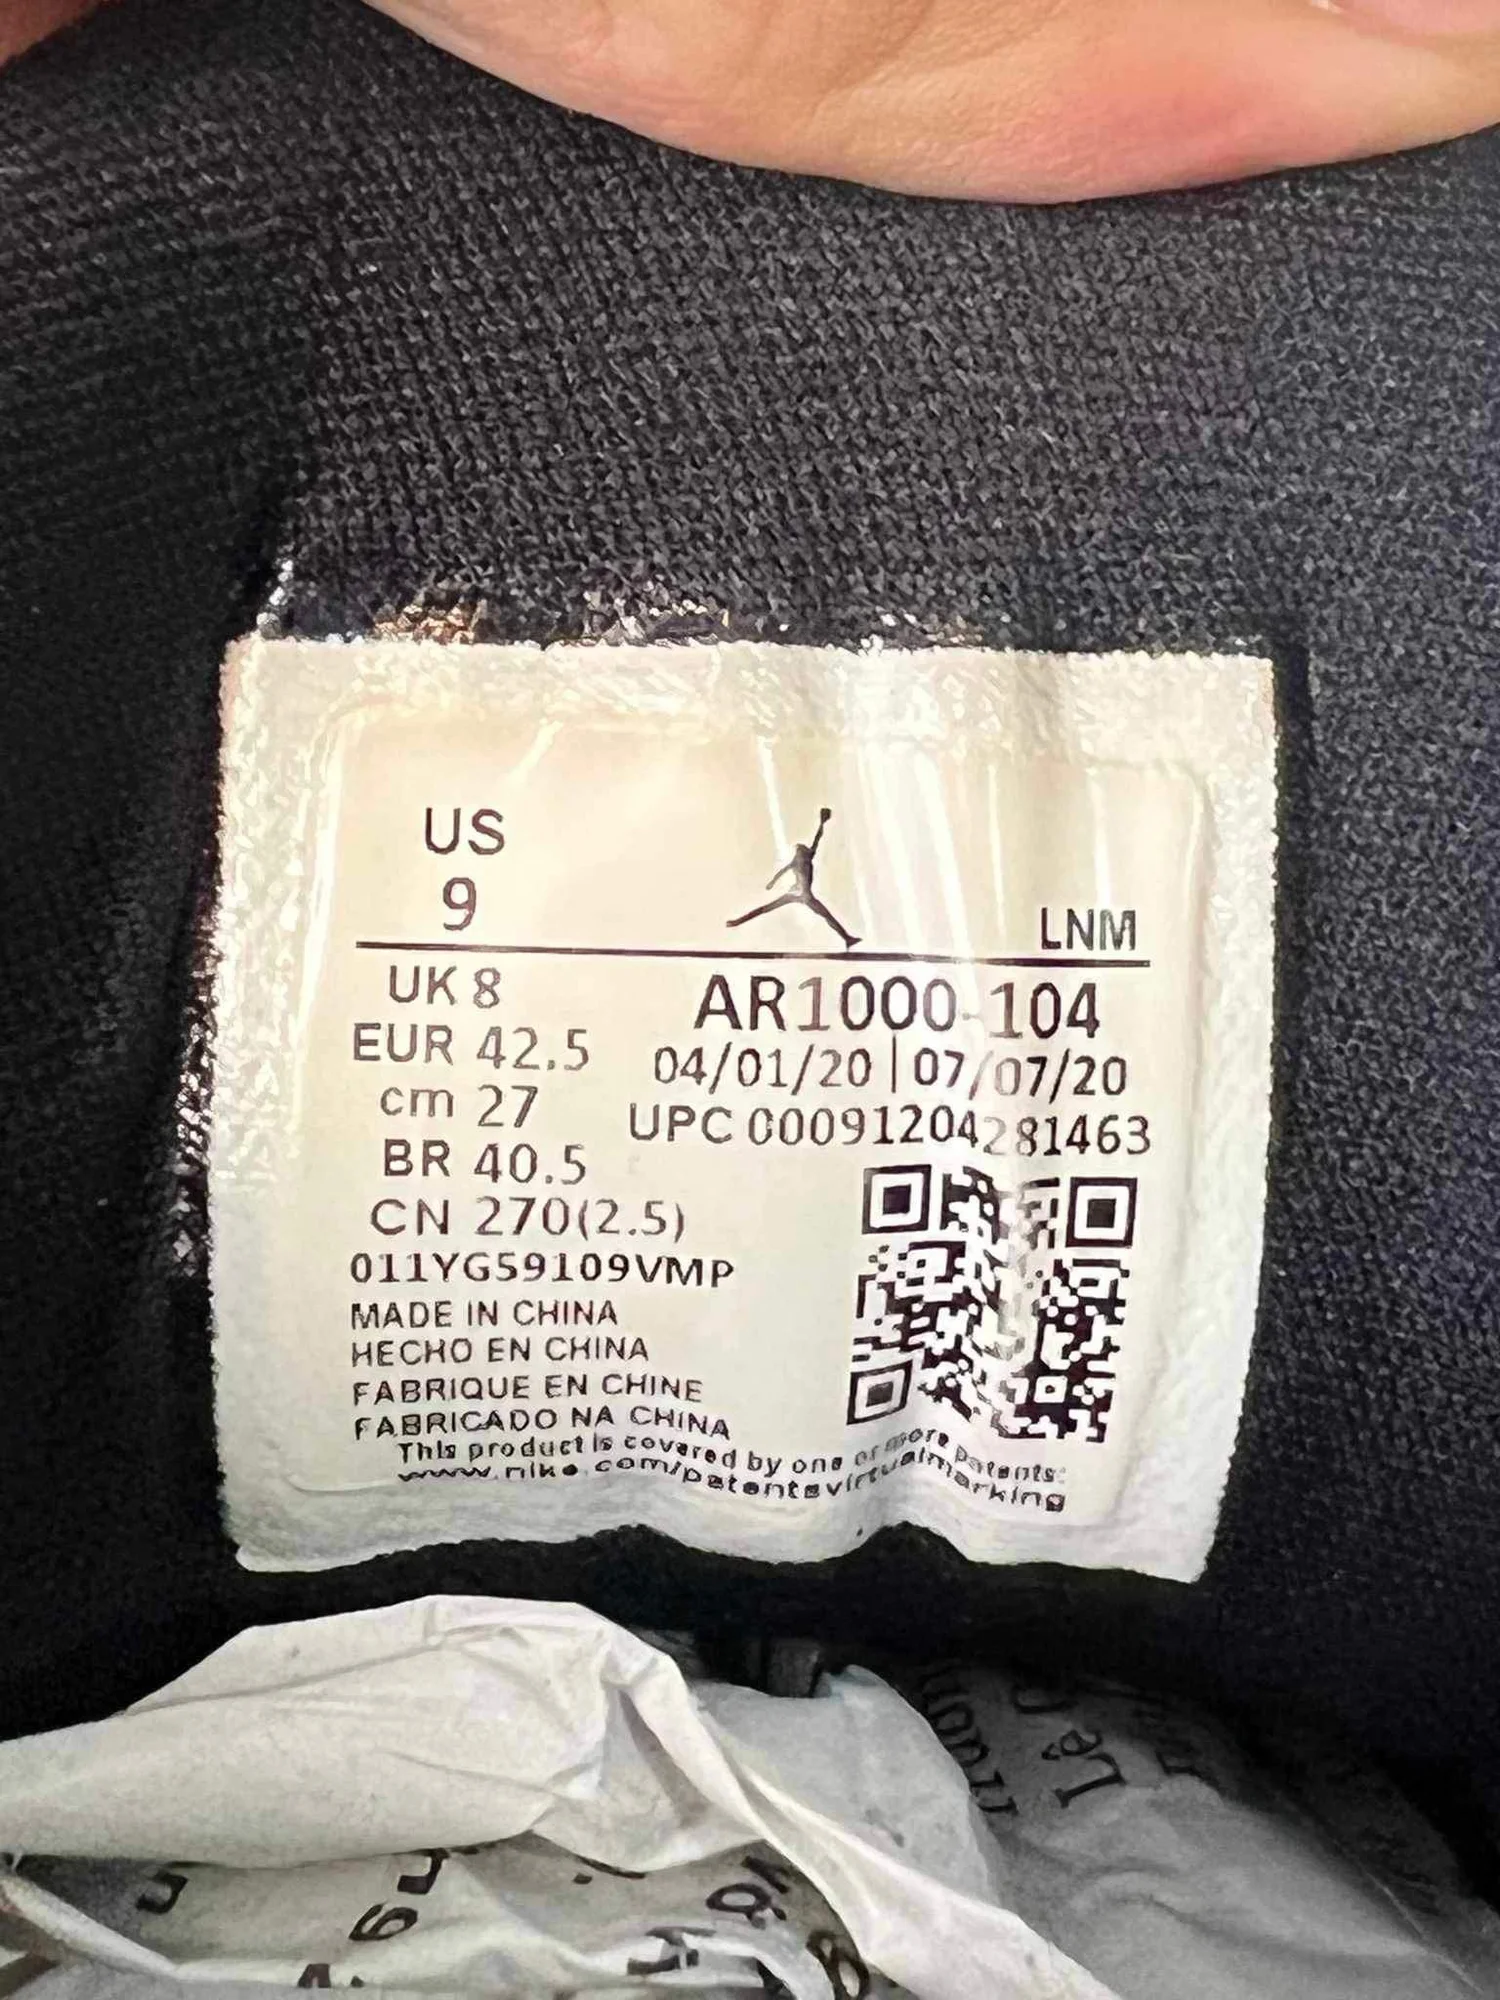 US
9
LNM
UK 8
AR1000-104
EUR 42.5
04/01/20 | 07/07/20
cm 27
UPC 00091204281463
BR 40.5
CN 270(2.5)
011YG59109VMP
MADE IN CHINA
HECHO EN CHINA
FABRIQUE EN CHINE
FABRICADO NA CHINA
This product is covered by one or more patents:
www.nike.com/patentsvirtualmarking